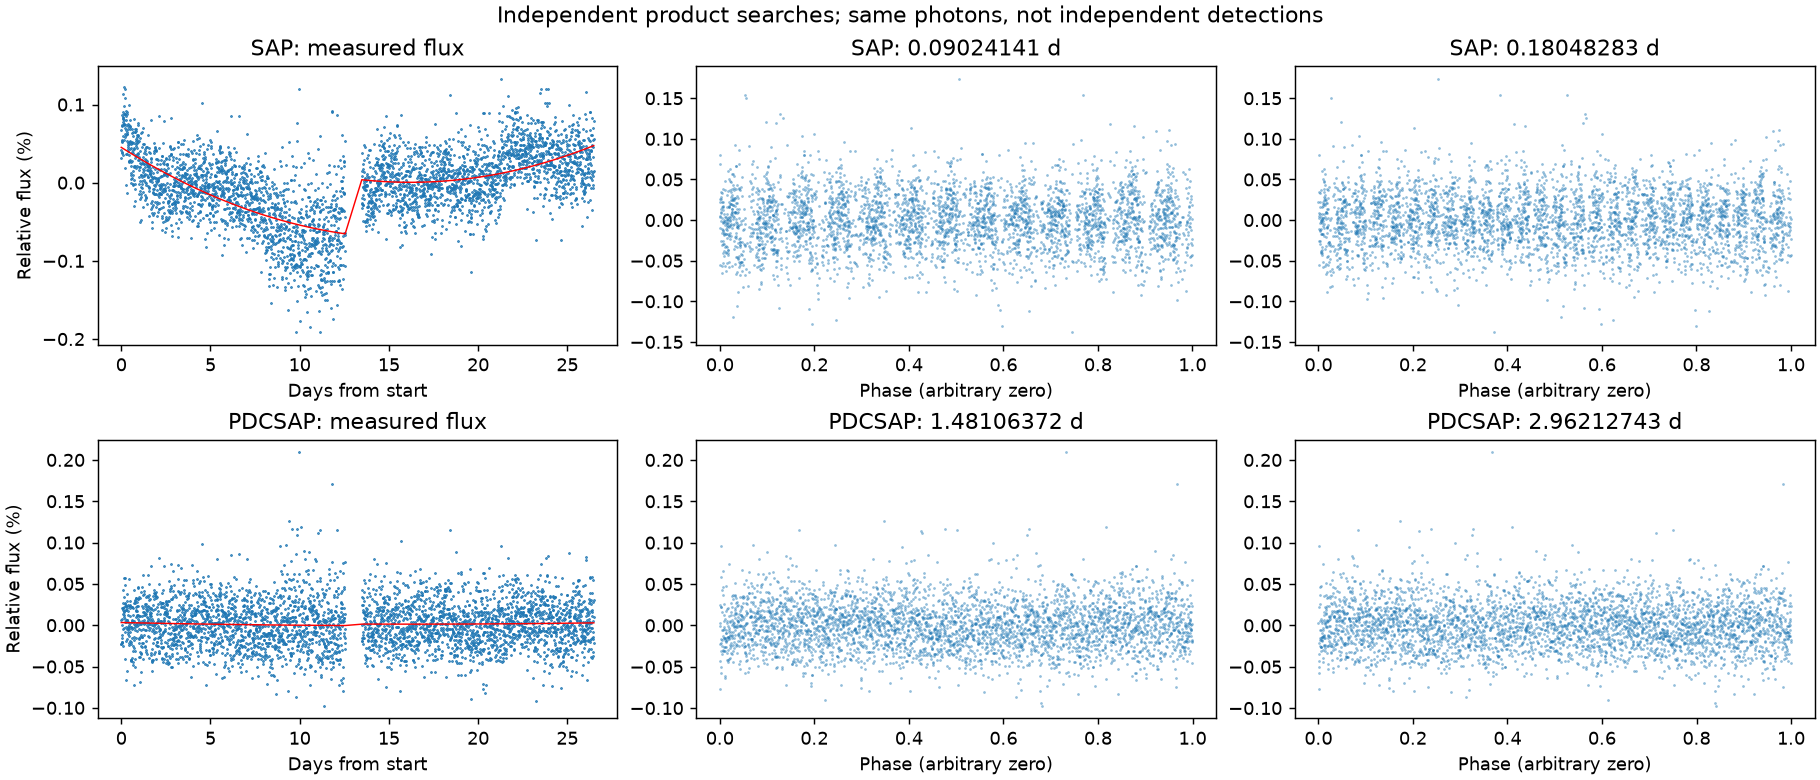 Independent product searches; same photons, not independent detections
SAP: measured flux
SAP: 0.09024141 d
SAP: 0.18048283 d
Relative flux (%)
0.1
0.0
−0.1
−0.2
0 5 10 15 20 25
Days from start
0.15
0.10
0.05
0.00
−0.05
−0.10
−0.15
0.0 0.2 0.4 0.6 0.8 1.0
Phase (arbitrary zero)
0.15
0.10
0.05
0.00
−0.05
−0.10
−0.15
0.0 0.2 0.4 0.6 0.8 1.0
Phase (arbitrary zero)
PDCSAP: measured flux
PDCSAP: 1.48106372 d
PDCSAP: 2.96212743 d
Relative flux (%)
0.20
0.15
0.10
0.05
0.00
−0.05
−0.10
0 5 10 15 20 25
Days from start
0.20
0.15
0.10
0.05
0.00
−0.05
−0.10
0.0 0.2 0.4 0.6 0.8 1.0
Phase (arbitrary zero)
0.20
0.15
0.10
0.05
0.00
−0.05
−0.10
0.0 0.2 0.4 0.6 0.8 1.0
Phase (arbitrary zero)